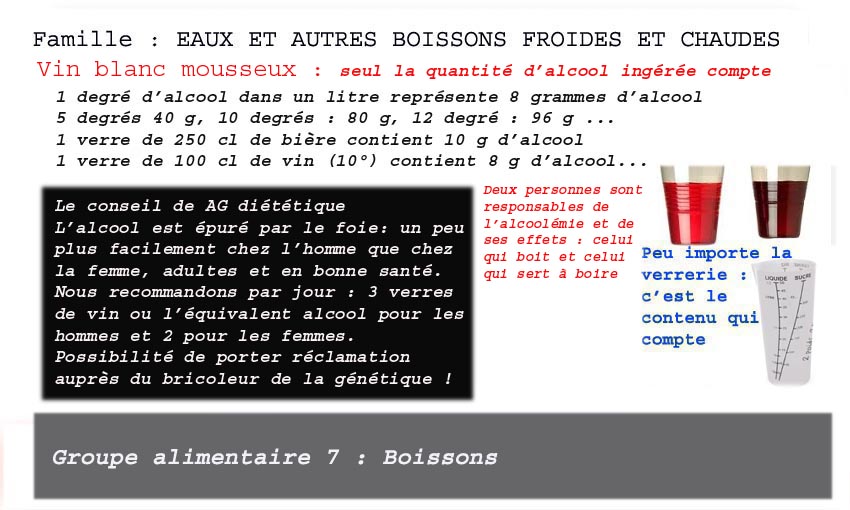 Famille : EAUX ET AUTRES BOISSONS FROIDES ET CHAUDES
Vin blanc mousseux : seul la quantité d'alcool ingérée compte
1 degré d'alcool dans un litre représente 8 grammes d'alcool
5 degrés 40 g, 10 degrés : 80 g, 12 degré : 96 g ...
1 verre de 250 cl de bière contient 10 g d'alcool
1 verre de 100 cl de vin (10°) contient 8 g d'alcool...
Le conseil de AG diététique
L'alcool est épuré par le foie: un peu
plus facilement chez l'homme que chez
la femme, adultes et en bonne santé.
Nous recommandons par jour : 3 verres
de vin ou l'équivalent alcool pour les
hommes et 2 pour les femmes.
Possibilité de porter réclamation
auprès du bricoleur de la génétique !
Deux personnes sont
responsables de
l'alcoolémie et de
ses effets : celui
qui boit et celui
qui sert à boire
Peu importe la
verrerie :
c'est le
contenu qui
compte
LIQUIDE SUCRE
Groupe alimentaire 7 : Boissons